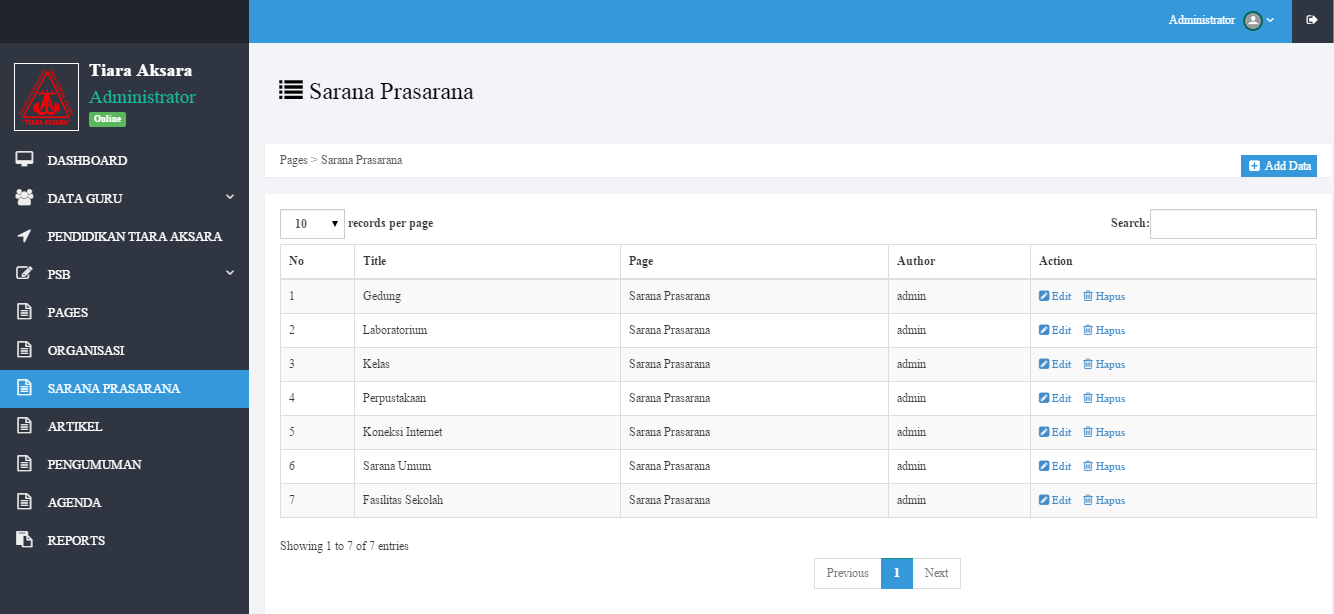 Administrator
Tiara Aksara
Administrator
Online
"TIARA AKSARA"
DASHBOARD
DATA GURU
PENDIDIKAN TIARA AKSARA
PSB
PAGES
ORGANISASI
SARANA PRASARANA
ARTIKEL
PENGUMUMAN
AGENDA
REPORTS
Sarana Prasarana
Pages > Sarana Prasarana
Add Data
10 records per page Search:
No Title Page Author Action
1 Gedung Sarana Prasarana admin Edit Hapus
2 Laboratorium Sarana Prasarana admin Edit Hapus
3 Kelas Sarana Prasarana admin Edit Hapus
4 Perpustakaan Sarana Prasarana admin Edit Hapus
5 Koneksi Internet Sarana Prasarana admin Edit Hapus
6 Sarana Umum Sarana Prasarana admin Edit Hapus
7 Fasilitas Sekolah Sarana Prasarana admin Edit Hapus
Showing 1 to 7 of 7 entries
Previous 1 Next